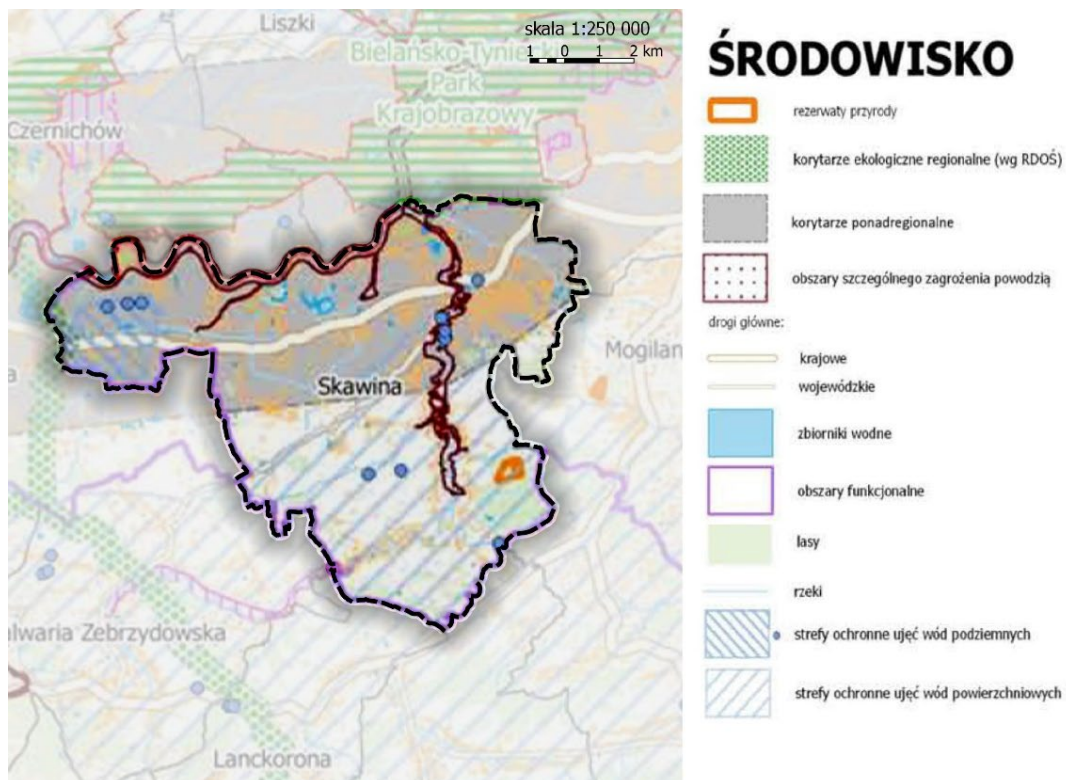 Liszki
skala 1:250 000
1 0 1 2 km
Bielańsko-Tyniecki
Park
Krajobrazowy
Czernichów
Mogilan
Skawina
alwaria Zebrzydowska
Lanckorona
a
ŚRODOWISKO
rezerwaty przyrody
korytarze ekologiczne regionalne (wg RDOŚ)
korytarze ponadregionalne
obszary szczególnego zagrożenia powodzią
drogi główne:
krajowe
wojewódzkie
zbiorniki wodne
obszary funkcjonalne
lasy
rzeki
strefy ochronne ujęć wód podziemnych
strefy ochronne ujęć wód powierzchniowych